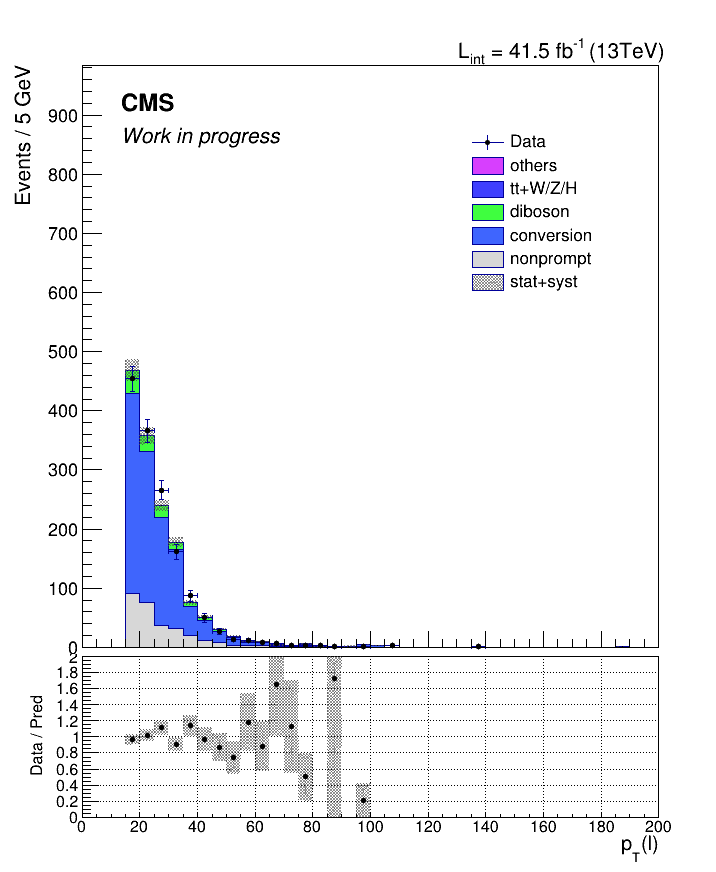 L_int = 41.5 fb^-1 (13TeV)
Events / 5 GeV
CMS
Work in progress
900
800
700
600
500
400
300
200
100
0
Data
others
tt+W/Z/H
diboson
conversion
nonprompt
stat+syst
Data / Pred
2
1.8
1.6
1.4
1.2
1
0.8
0.6
0.4
0.2
0
0 20 40 60 80 100 120 140 160 180 200
p_T(l)